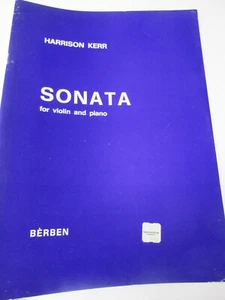 HARRISON KERR
SONATA
for violin and piano
BÈRBEN